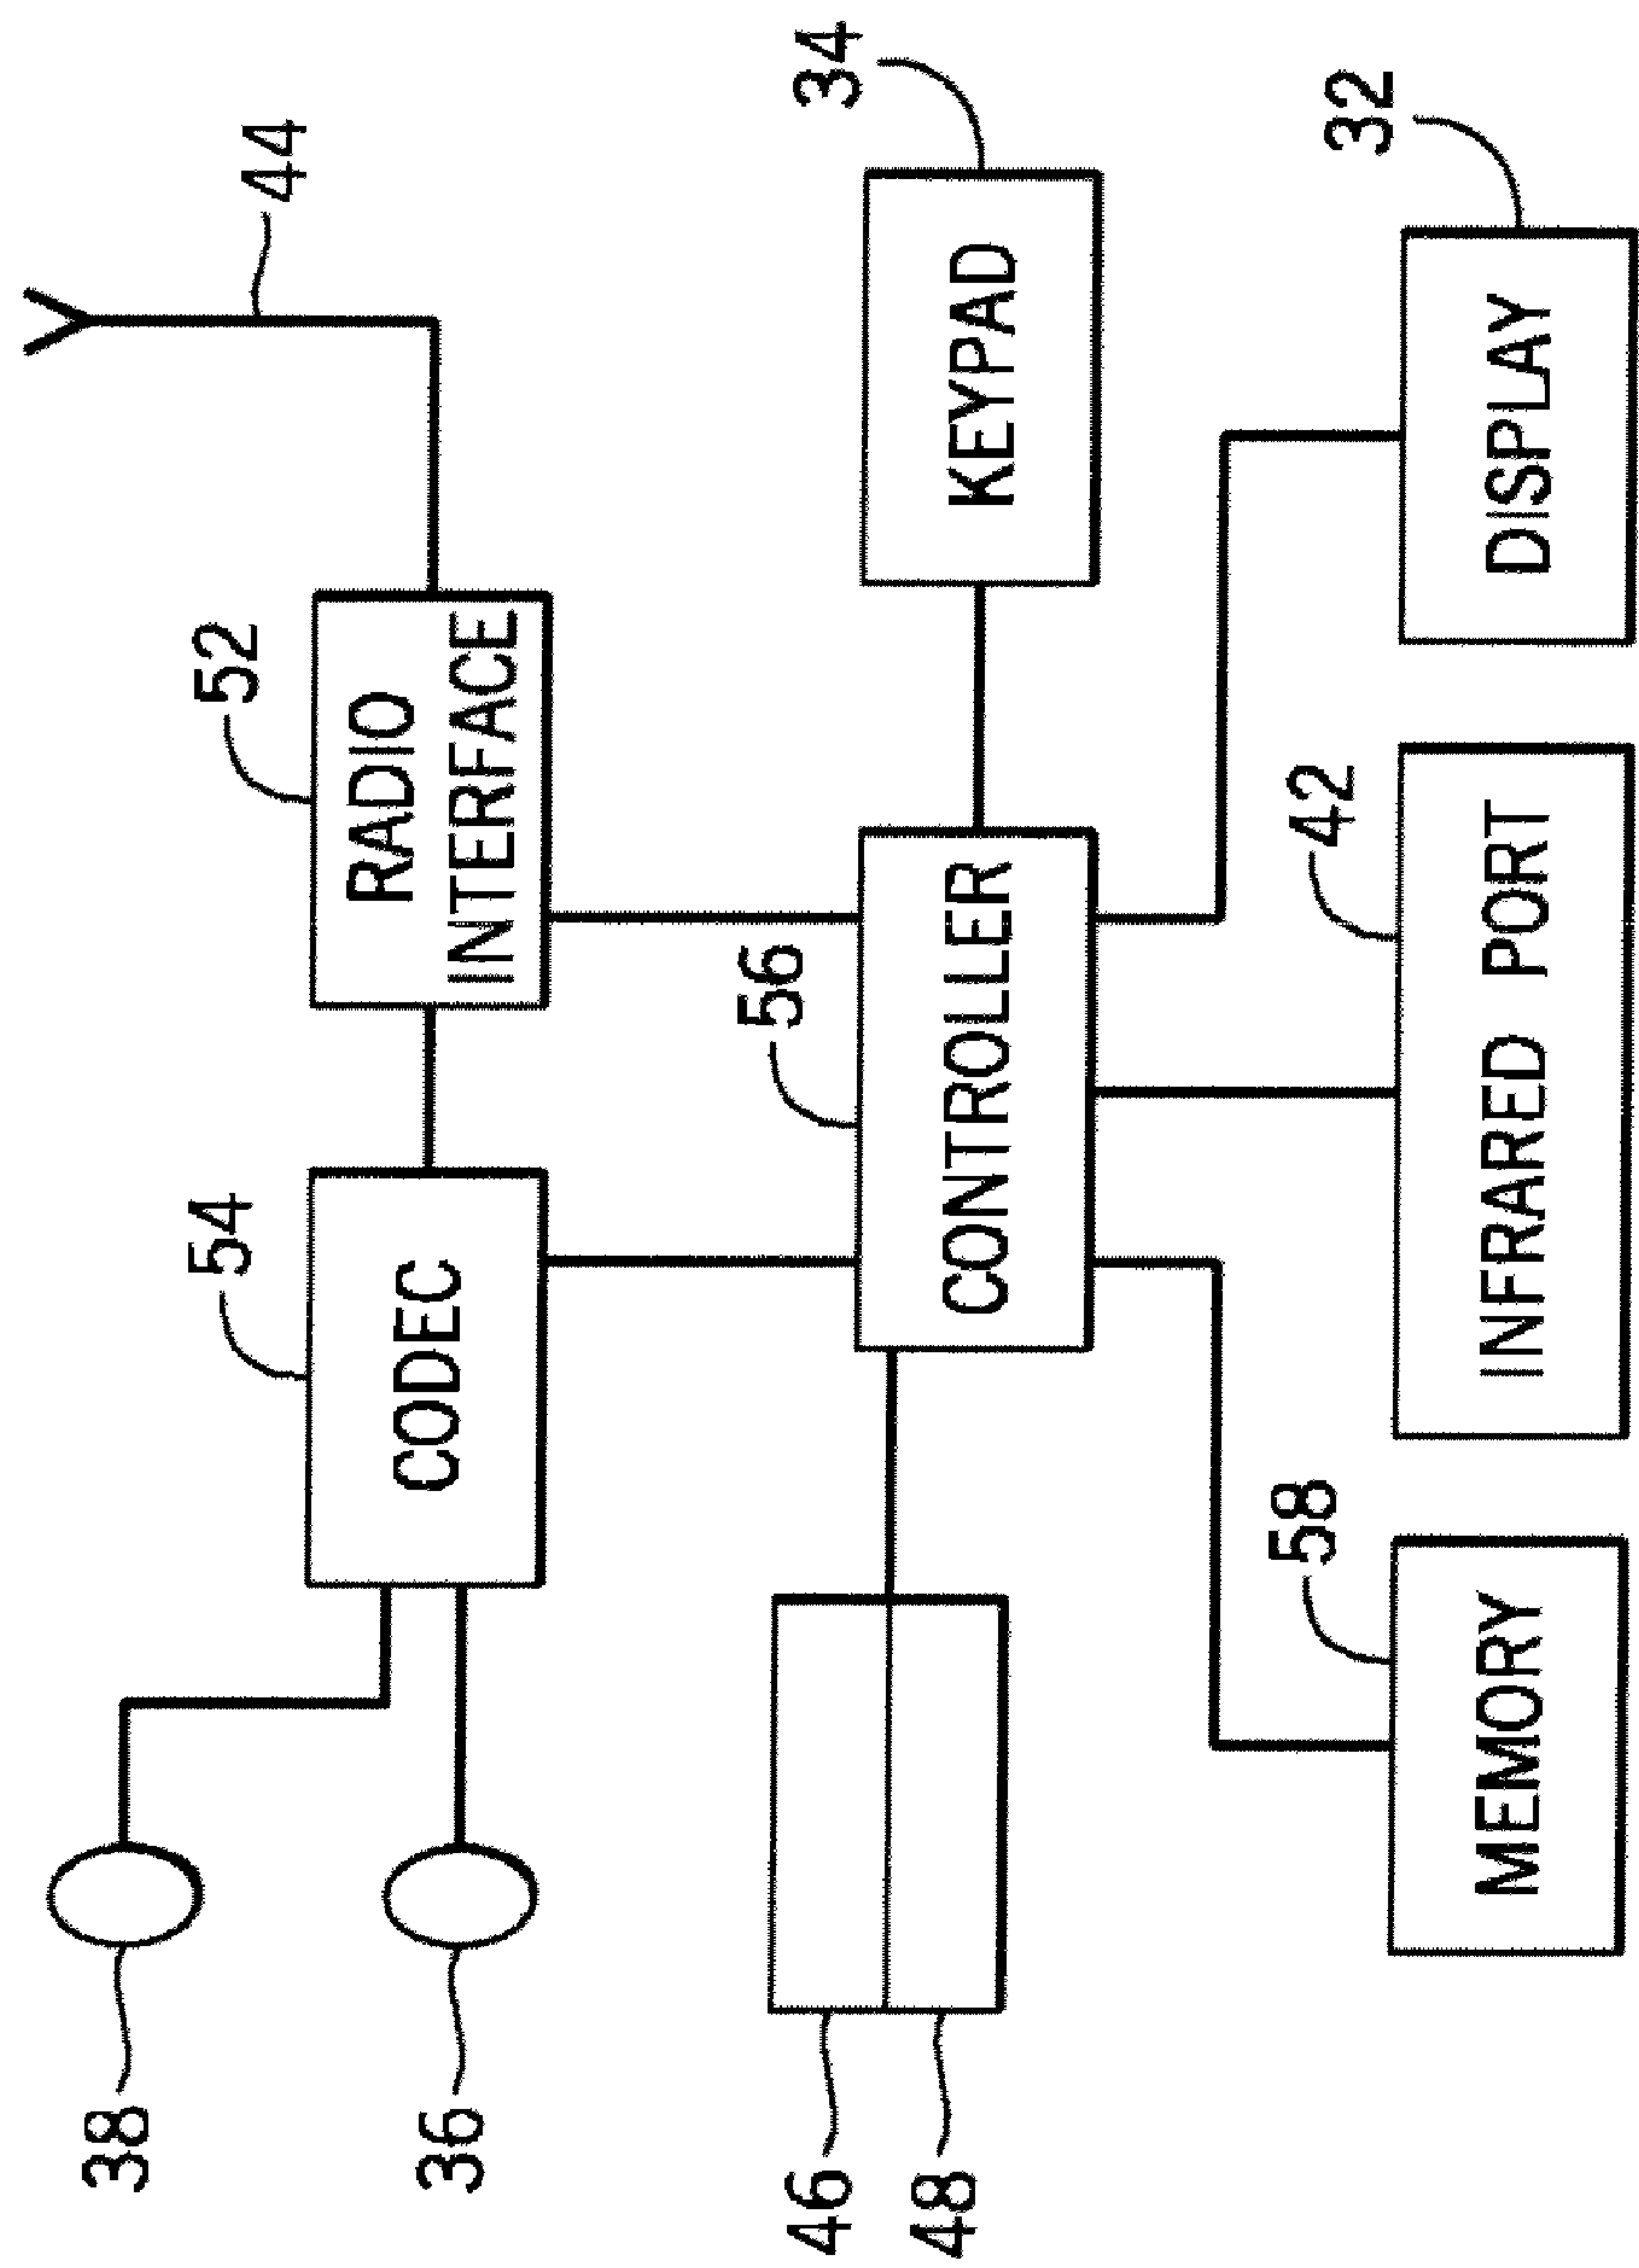 44
52
54
38
RADIO
INTERFACE
CODEC
36
34
56
KEYPAD
CONTROLLER
46
48
32
42
58
DISPLAY
INFRARED PORT
MEMORY